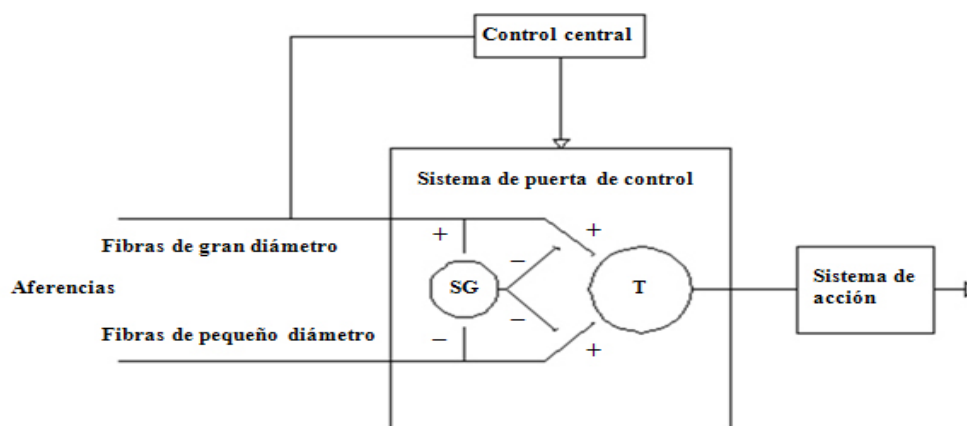 Control central
Sistema de puerta de control
+
+
Fibras de gran diámetro
–
Aferencias
SG
T
Sistema de
acción
–
Fibras de pequeño diámetro
–
+